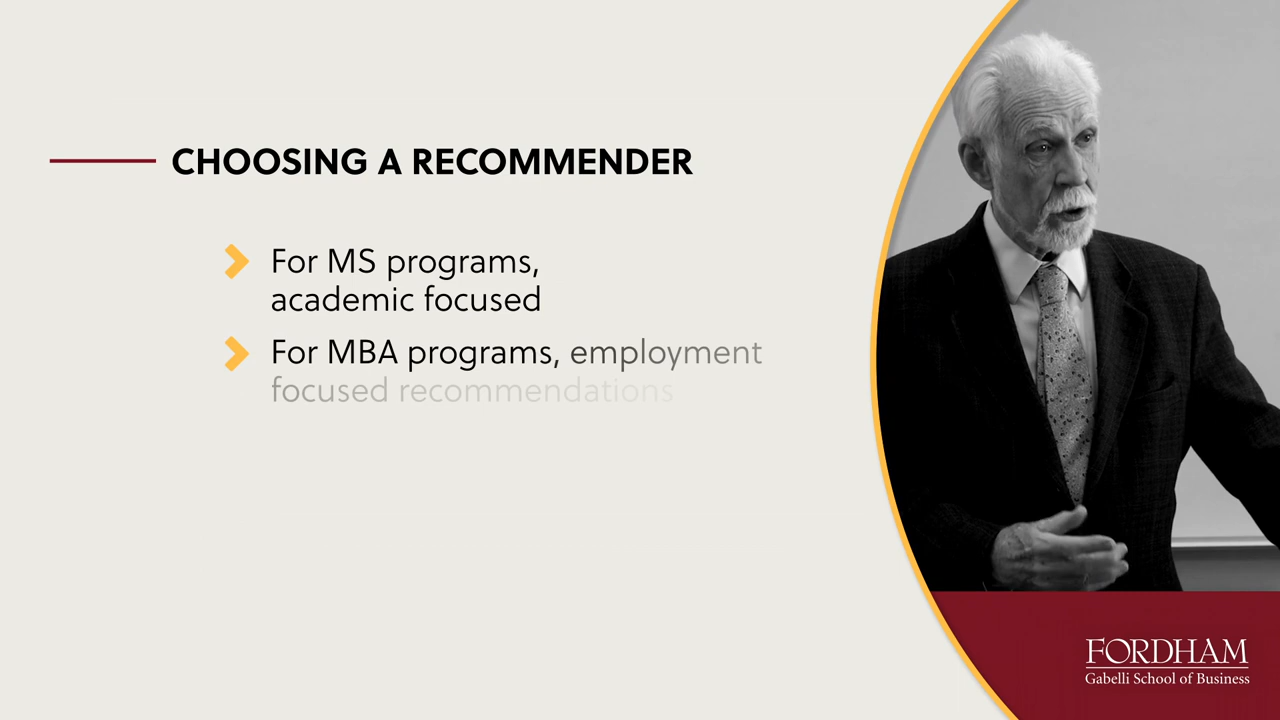 CHOOSING A RECOMMENDER
For MS programs,
academic focused
For MBA programs, employment
focused recommendations
FORDHAM
Gabelli School of Business